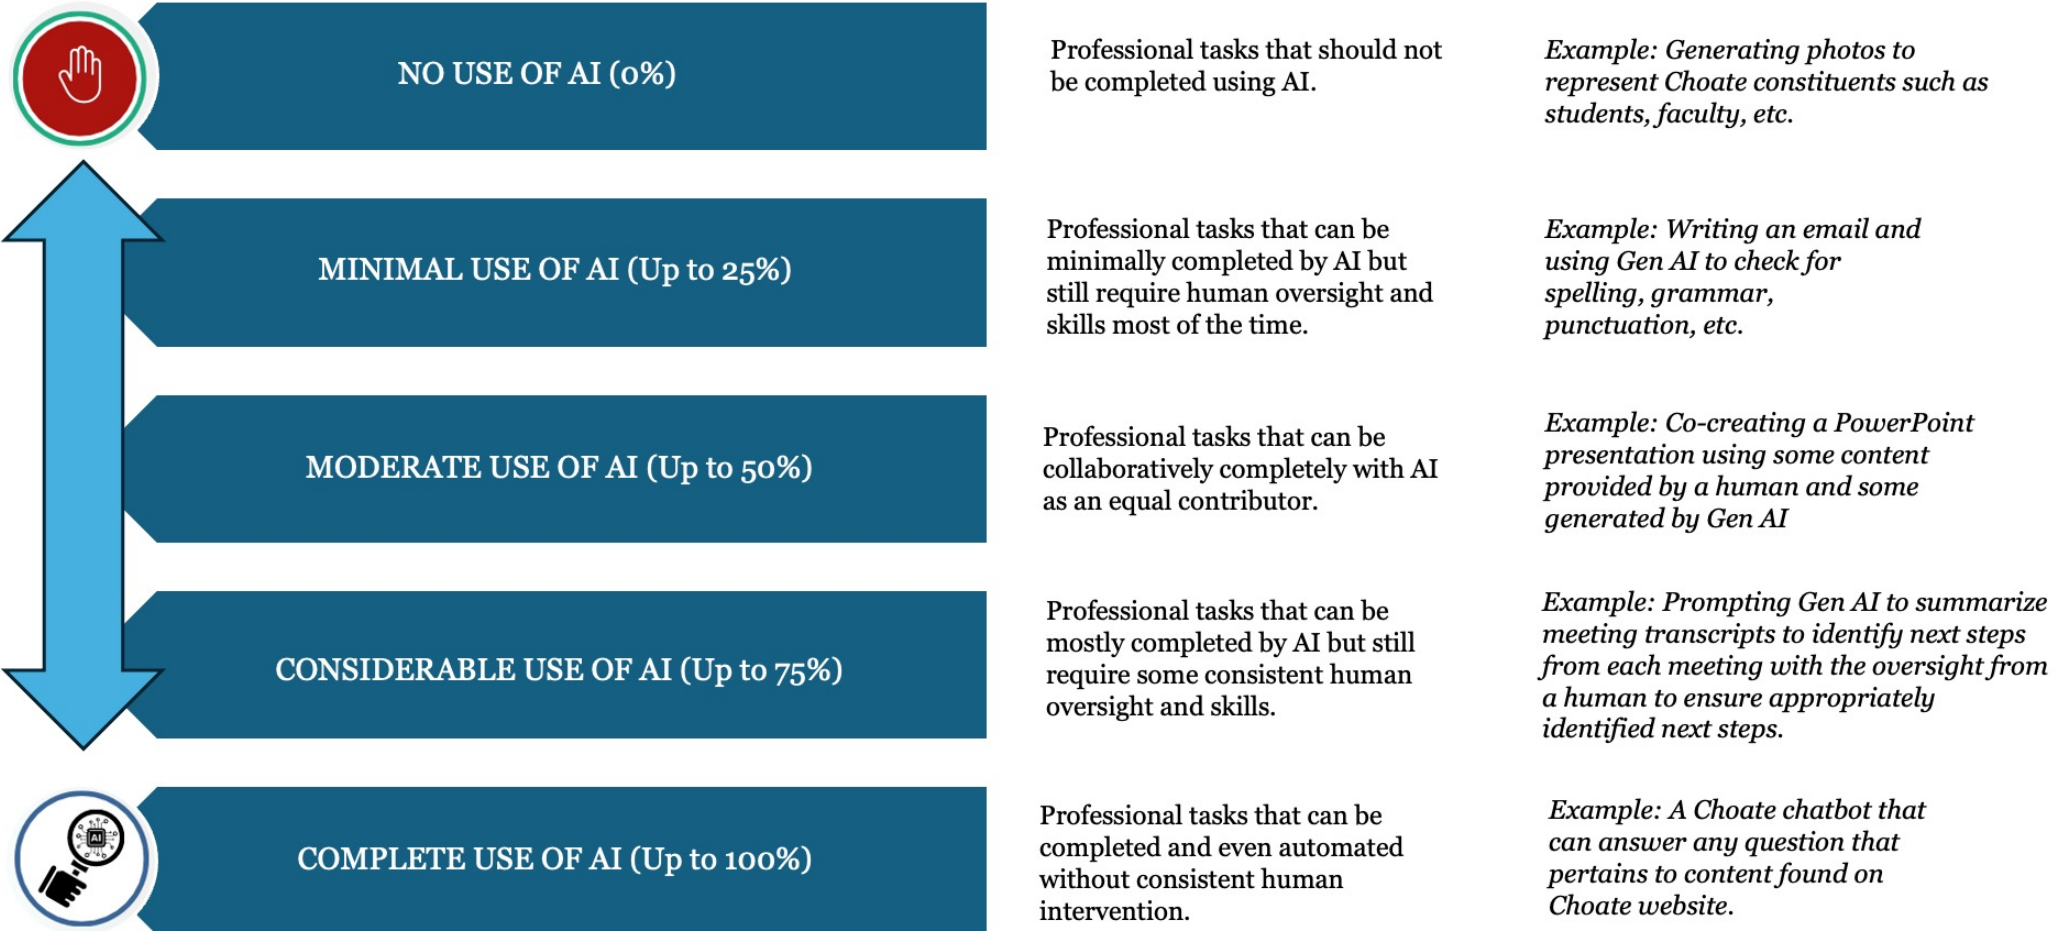 NO USE OF AI (0%)
Professional tasks that should not
be completed using AI.
Example: Generating photos to
represent Choate constituents such as
students, faculty, etc.
MINIMAL USE OF AI (Up to 25%)
Professional tasks that can be
minimally completed by AI but
still require human oversight and
skills most of the time.
Example: Writing an email and
using Gen AI to check for
spelling, grammar,
punctuation, etc.
MODERATE USE OF AI (Up to 50%)
Professional tasks that can be
collaboratively completely with AI
as an equal contributor.
Example: Co-creating a PowerPoint
presentation using some content
provided by a human and some
generated by Gen AI
CONSIDERABLE USE OF AI (Up to 75%)
Professional tasks that can be
mostly completed by AI but still
require some consistent human
oversight and skills.
Example: Prompting Gen AI to summarize
meeting transcripts to identify next steps
from each meeting with the oversight from
a human to ensure appropriately
identified next steps.
AI
COMPLETE USE OF AI (Up to 100%)
Professional tasks that can be
completed and even automated
without consistent human
intervention.
Example: A Choate chatbot that
can answer any question that
pertains to content found on
Choate website.